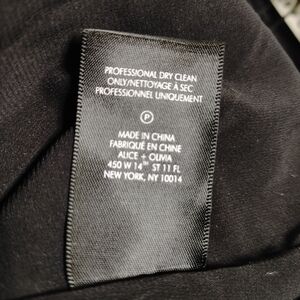 PROFESSIONAL DRY CLEAN
ONLY/NETTOYAGE À SEC
PROFESSIONNEL UNIQUEMENT
P
MADE IN CHINA
FABRIQUÉ EN CHINE
ALICE + OLIVIA
450 W 14TH ST 11 FL
NEW YORK, NY 10014